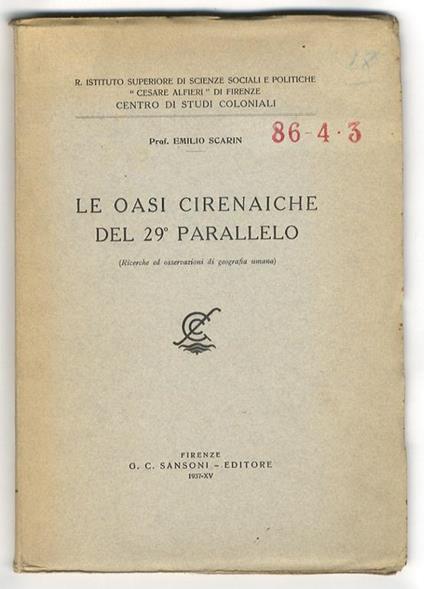 18
R. ISTITUTO SUPERIORE DI SCIENZE SOCIALI E POLITICHE
“ CESARE ALFIERI ” DI FIRENZE
CENTRO DI STUDI COLONIALI
Prof. EMILIO SCARIN
86-4·3
LE OASI CIRENAICHE
DEL 29° PARALLELO
(Ricerche ed osservazioni di geografia umana)
FIRENZE
G. C. SANSONI - EDITORE
1937-XV